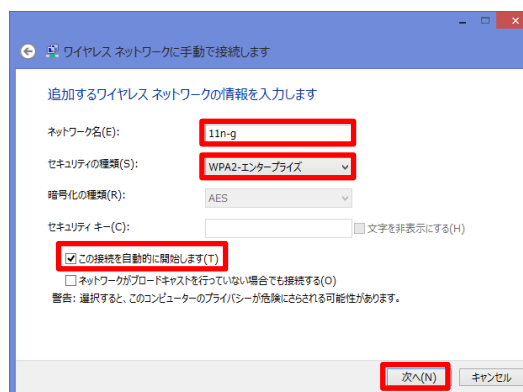 ワイヤレス ネットワークに手動で接続します
追加するワイヤレス ネットワークの情報を入力します
ネットワーク名(E): 11n-g
セキュリティの種類(S): WPA2-エンタープライズ
暗号化の種類(R): AES
セキュリティ キー(C): 文字を非表示にする(H)
この接続を自動的に開始します(T)
ネットワークがブロードキャストを行っていない場合でも接続する(O)
警告: 選択すると、このコンピューターのプライバシーが危険にさらされる可能性があります。
次へ(N) キャンセル